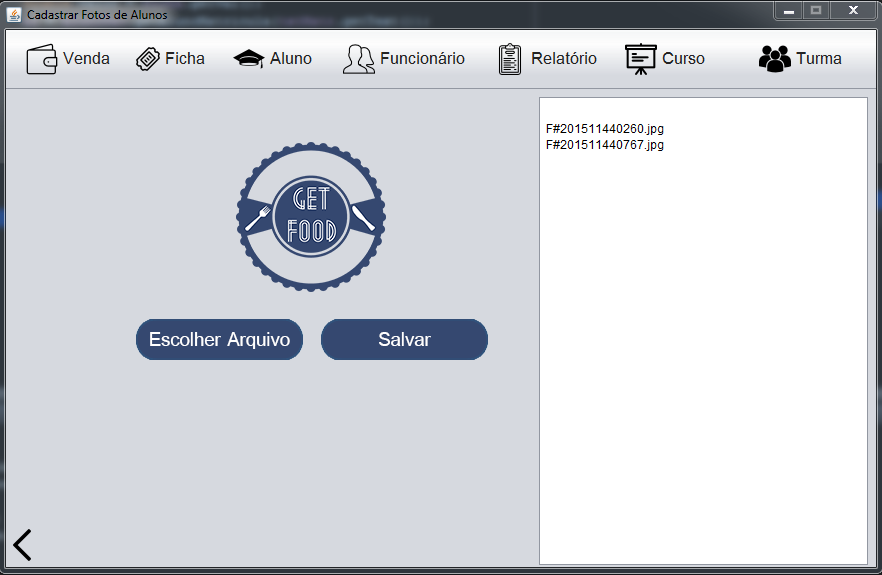 Cadastrar Fotos de Alunos
Venda Ficha Aluno Funcionário Relatório Curso Turma
F#201511440260.jpg
F#201511440767.jpg
GET
FOOD
Escolher Arquivo Salvar